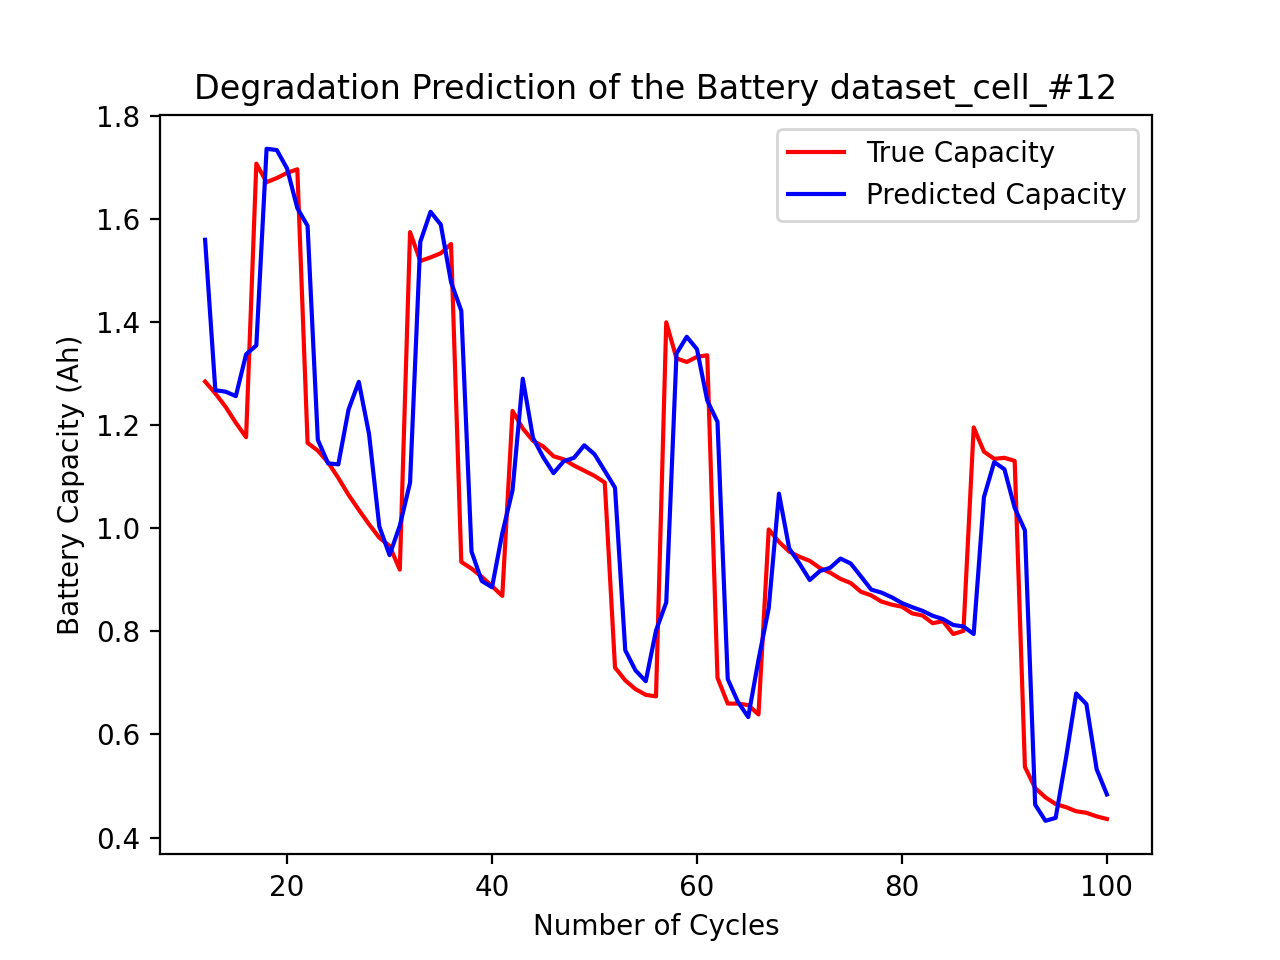 Degradation Prediction of the Battery dataset_cell_#12
True Capacity
Predicted Capacity
Battery Capacity (Ah)
1.8
1.6
1.4
1.2
1.0
0.8
0.6
0.4
20 40 60 80 100
Number of Cycles